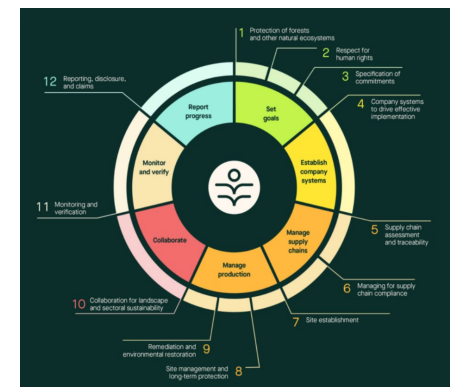 1 Protection of forests
and other natural ecosystems
2 Respect for
human rights
3 Specification of
commitments
4 Company systems
to drive effective
implementation
5 Supply chain
assessment
and traceability
6 Managing for supply
chain compliance
7 Site establishment
8 Site management and
long-term protection
9 Remediation and
environmental restoration
10 Collaboration for landscape
and sectoral sustainability
11 Monitoring and
verification
12 Reporting, disclosure,
and claims
Set
goals
Establish
company
systems
Manage
supply
chains
Manage
production
Collaborate
Monitor
and verify
Report
progress